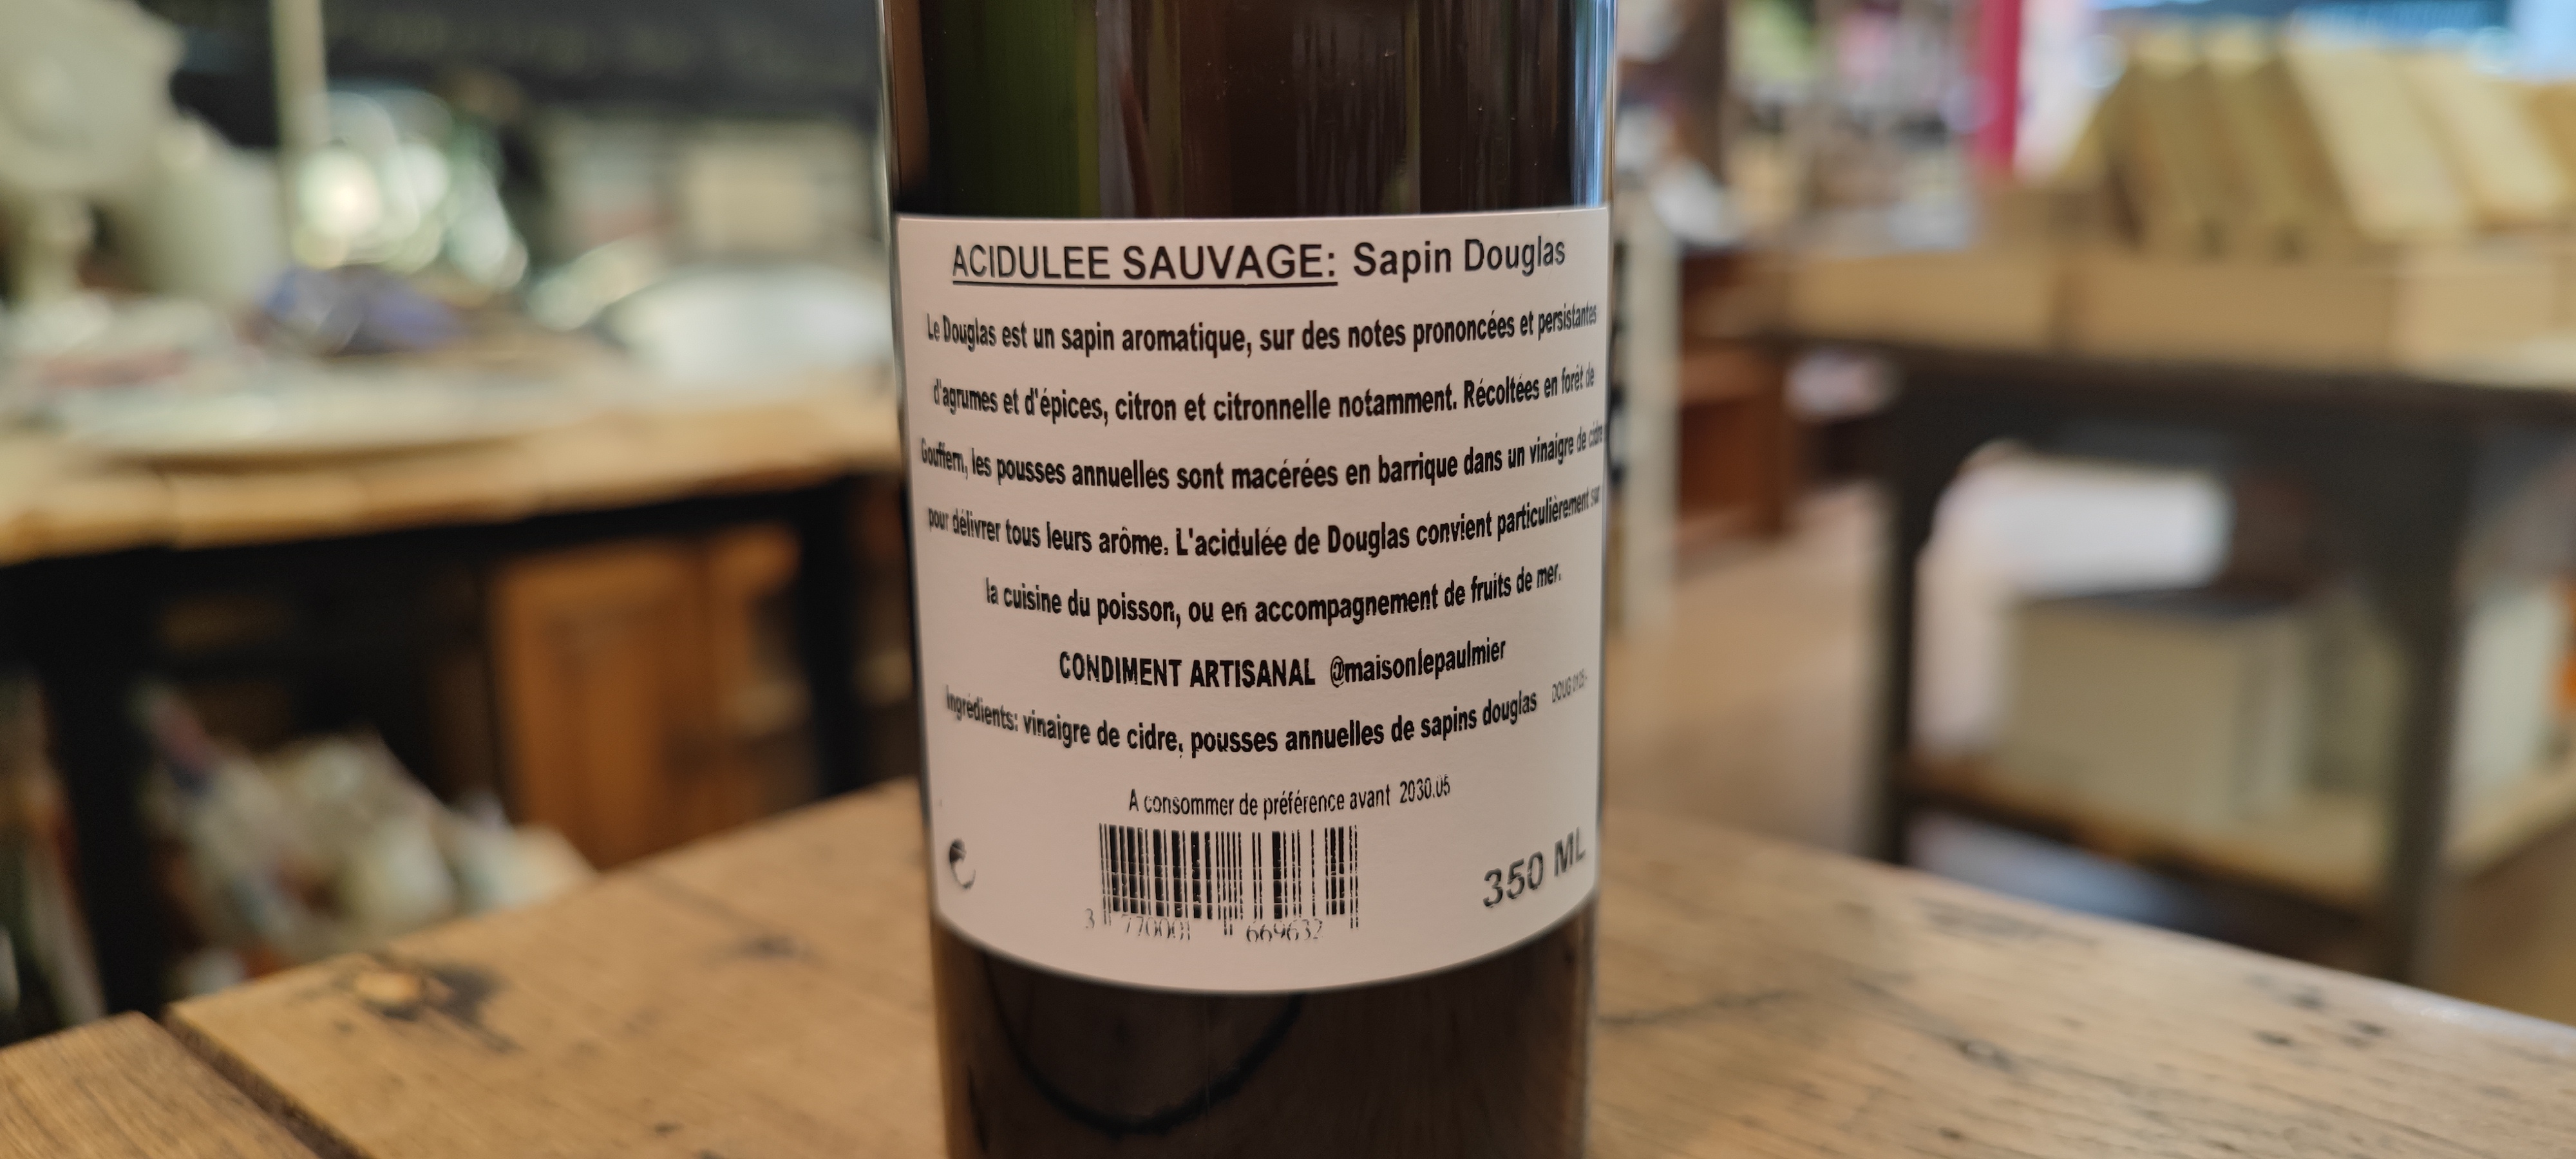 ACIDULEE SAUVAGE: Sapin Douglas
Le Douglas est un sapin aromatique, sur des notes prononcées et persistantes
d'agrumes et d'épices, citron et citronnelle notamment. Récoltées en forêt de
Gouffern, les pousses annuelles sont macérées en barrique dans un vinaigre de cidre
pour délivrer tous leurs arôme. L'acidulée de Douglas convient particulièrement sur
la cuisine du poisson, ou en accompagnement de fruits de mer.
CONDIMENT ARTISANAL @maisonlepaulmier
Ingrédients: vinaigre de cidre, pousses annuelles de sapins douglas
A consommer de préférence avant 2030.05
℮
350 ML
3 770001 669632